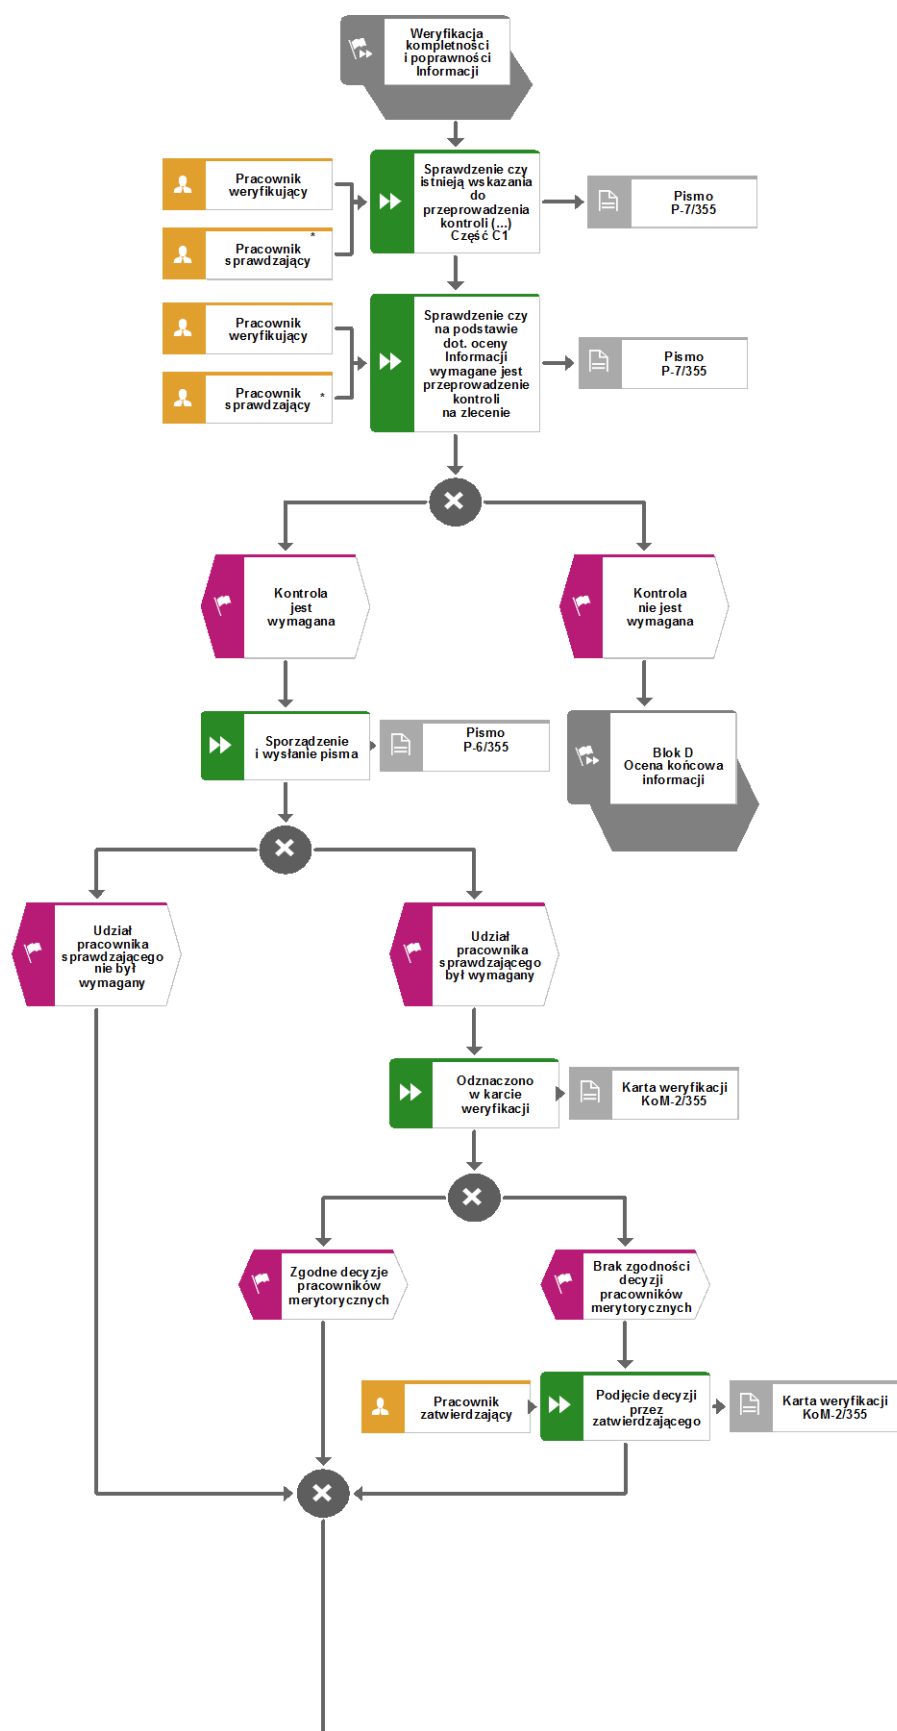 Weryfikacja
kompletności
i poprawności
Informacji
Pracownik
weryfikujący
Pracownik
sprawdzający *
Sprawdzenie czy
istnieją wskazania
do
przeprowadzenia
kontroli (...)
Część C1
Pismo
P-7/355
Pracownik
weryfikujący
Pracownik
sprawdzający *
Sprawdzenie czy
na podstawie
dot. oceny
Informacji
wymagane jest
przeprowadzenie
kontroli
na zlecenie
Pismo
P-7/355
Kontrola
jest
wymagana
Kontrola
nie jest
wymagana
Sporządzenie
i wysłanie pisma
Pismo
P-6/355
Blok D
Ocena końcowa
informacji
Udział
pracownika
sprawdzającego
nie był
wymagany
Udział
pracownika
sprawdzającego
był wymagany
Odznaczono
w karcie
weryfikacji
Karta weryfikacji
KoM-2/355
Zgodne decyzje
pracowników
merytorycznych
Brak zgodności
decyzji
pracowników
merytorycznych
Pracownik
zatwierdzający
Podjęcie decyzji
przez
zatwierdzającego
Karta weryfikacji
KoM-2/355